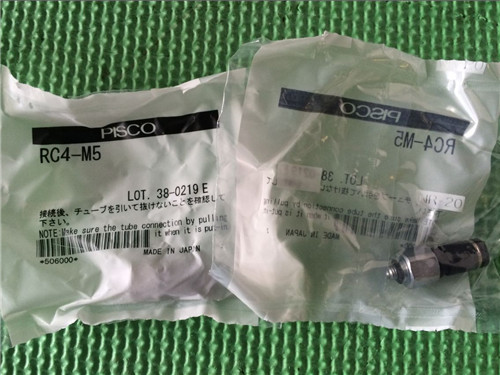 PISCO
RC4-M5
LOT. 38-0219 E
接続後、チューブを引いて抜けないことを確認して
下さい。
NOTE:Make sure the tube connection by pulling
it when it is put-in.
*506000*
MADE IN JAPAN
PISCO
RC4-M5
LOT. 38
MADE IN JAPAN